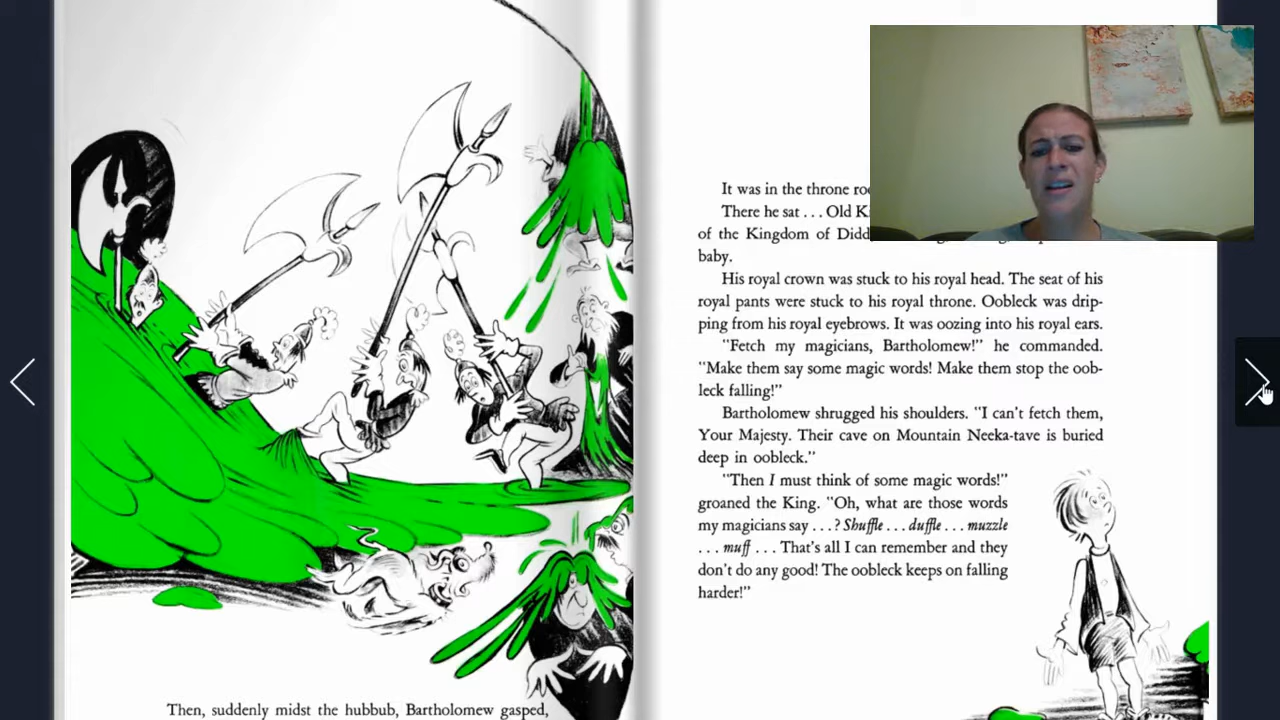 Then, suddenly midst the hubbub, Bartholomew gasped,
It was in the throne
There he sat . . . Old
of the Kingdom of
baby.
His royal crown was stuck to his royal head. The seat of his
royal pants were stuck to his royal throne. Oobleck was drip-
ping from his royal eyebrows. It was oozing into his royal ears.
"Fetch my magicians, Bartholomew!" he commanded.
"Make them say some magic words! Make them stop the oob-
leck falling!"
Bartholomew shrugged his shoulders. "I can't fetch them,
Your Majesty. Their cave on Mountain Neeka-tave is buried
deep in oobleck."
"Then I must think of some magic words!"
groaned the King. "Oh, what are those words
my magicians say . . . ? Shuffle . . . duffle . . . muzzle
. . . muff . . . That's all I can remember and they
don't do any good! The oobleck keeps on falling
harder!"